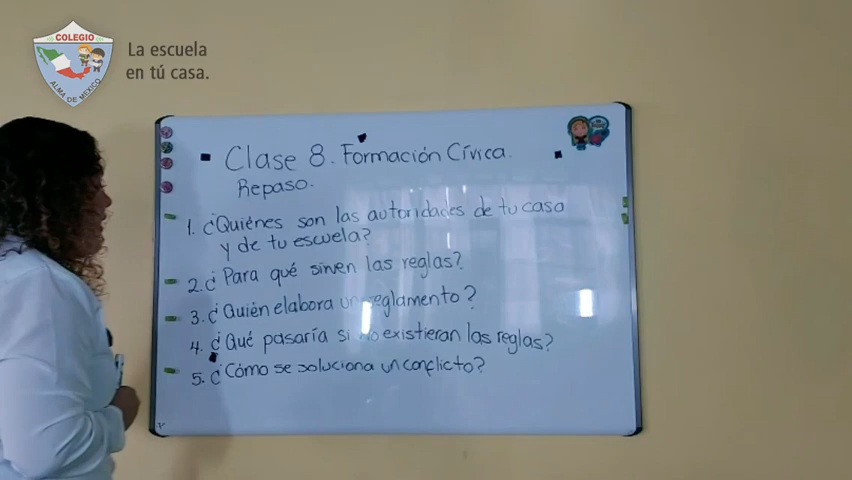 COLEGIO
ALMA DE MEXICO
La escuela
en tú casa.
Clase 8. Formación Cívica.
Repaso.
1. ¿Quiénes son las autoridades de tu casa
y de tu escuela?
2. ¿Para qué sirven las reglas?
3. ¿Quién elabora un reglamento?
4. ¿Qué pasaría si no existieran las reglas?
5. ¿Cómo se soluciona un conflicto?